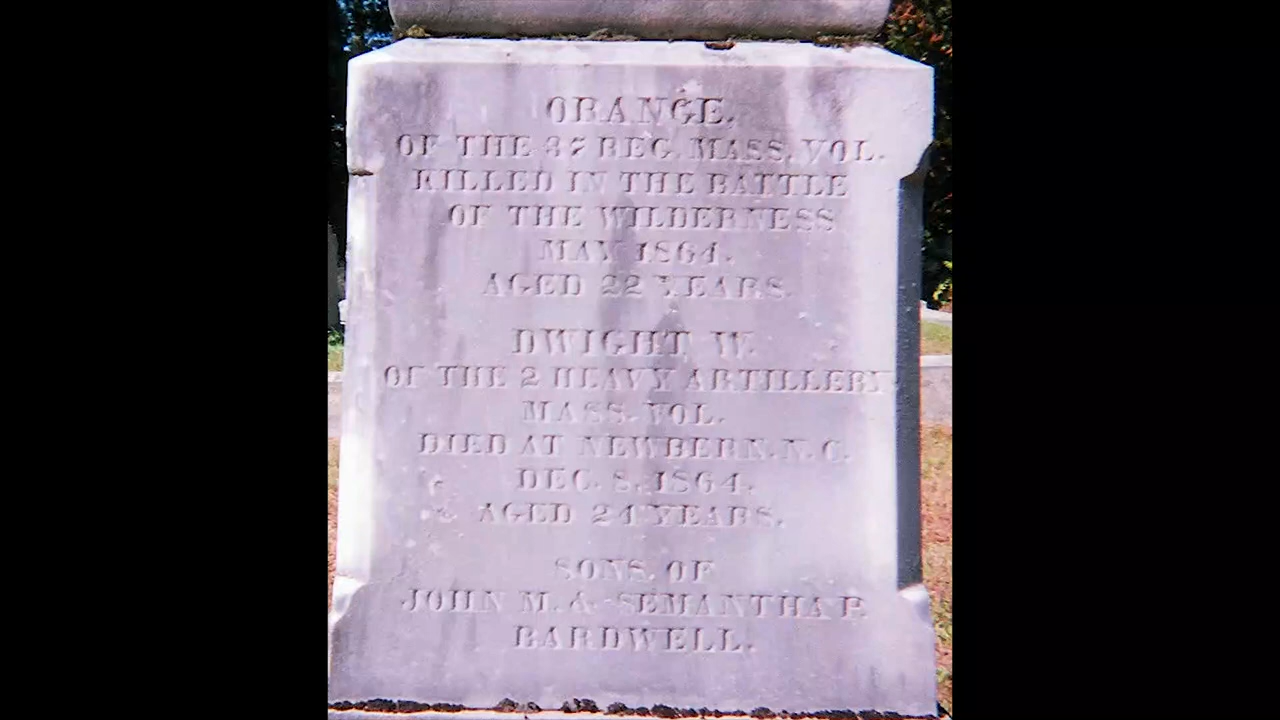 ORANGE.
OF THE 37 REG. MASS. VOL.
KILLED IN THE BATTLE
OF THE WILDERNESS
MAY 1864.
AGED 22 YEARS.
DWIGHT W.
OF THE 2 HEAVY ARTILLERY
MASS. VOL.
DIED AT NEWBERN. N. C.
DEC. 8, 1864.
AGED 24 YEARS.
SONS OF
JOHN M. & SEMANTHA P.
BARDWELL.